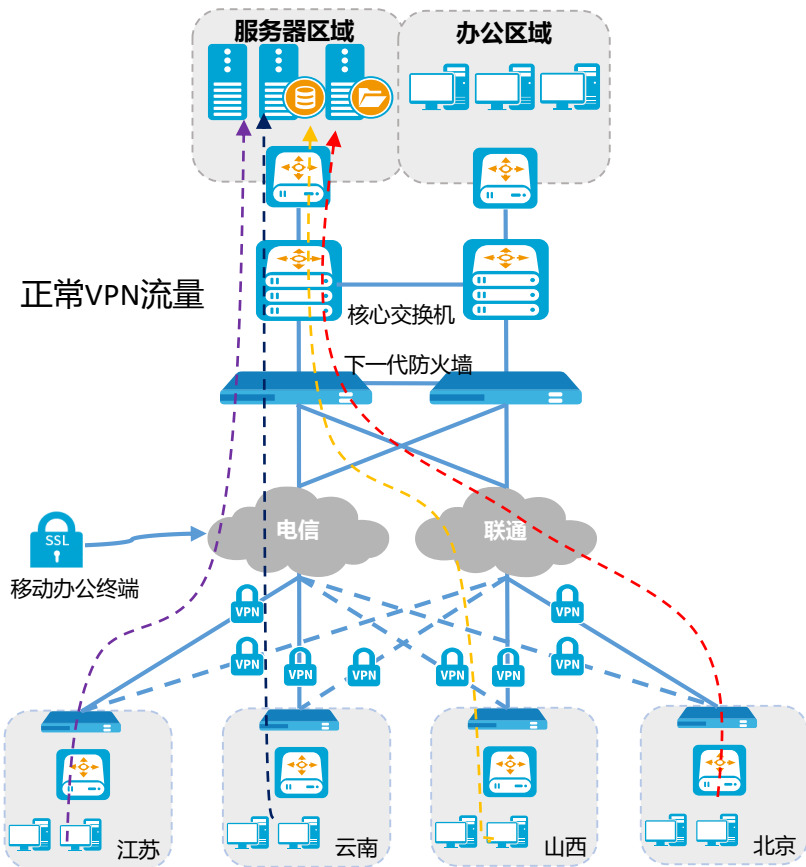 服务器区域
办公区域
正常VPN流量
核心交换机
下一代防火墙
电信
联通
SSL
移动办公终端
VPN
VPN
VPN
VPN
VPN
VPN
VPN
VPN
江苏
云南
山西
北京